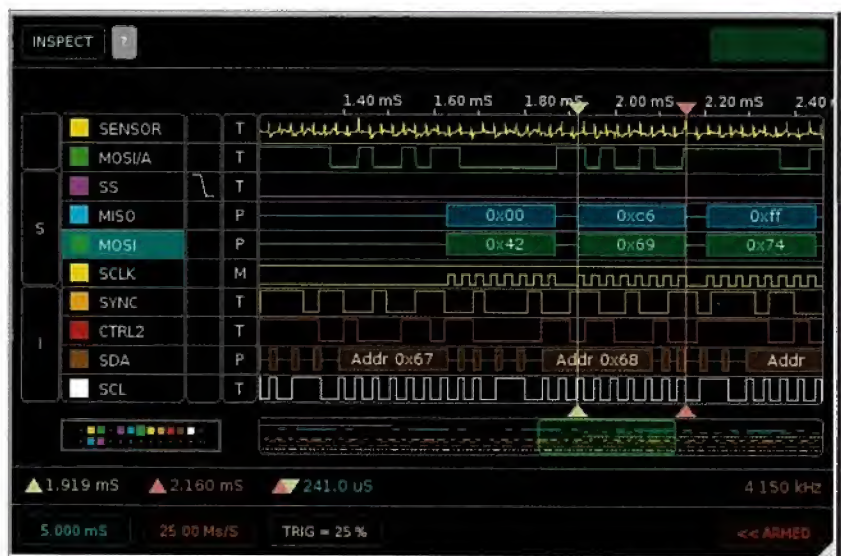 INSPECT ?
1.40 mS 1.60 mS 1.80 mS 2.00 mS 2.20 mS 2.40
SENSOR T
MOSI/A T
SS T
S
MISO P 0x00 0xc6 0xff
MOSI P 0x42 0x69 0x74
SCLK M
SYNC T
CTRL2 T
I
SDA P Addr 0x67 Addr 0x68 Addr
SCL T
1.919 mS 2.160 mS 241.0 uS 4.150 kHz
5.000 mS 25.00 Ms/S TRIG = 25 % << ARMED